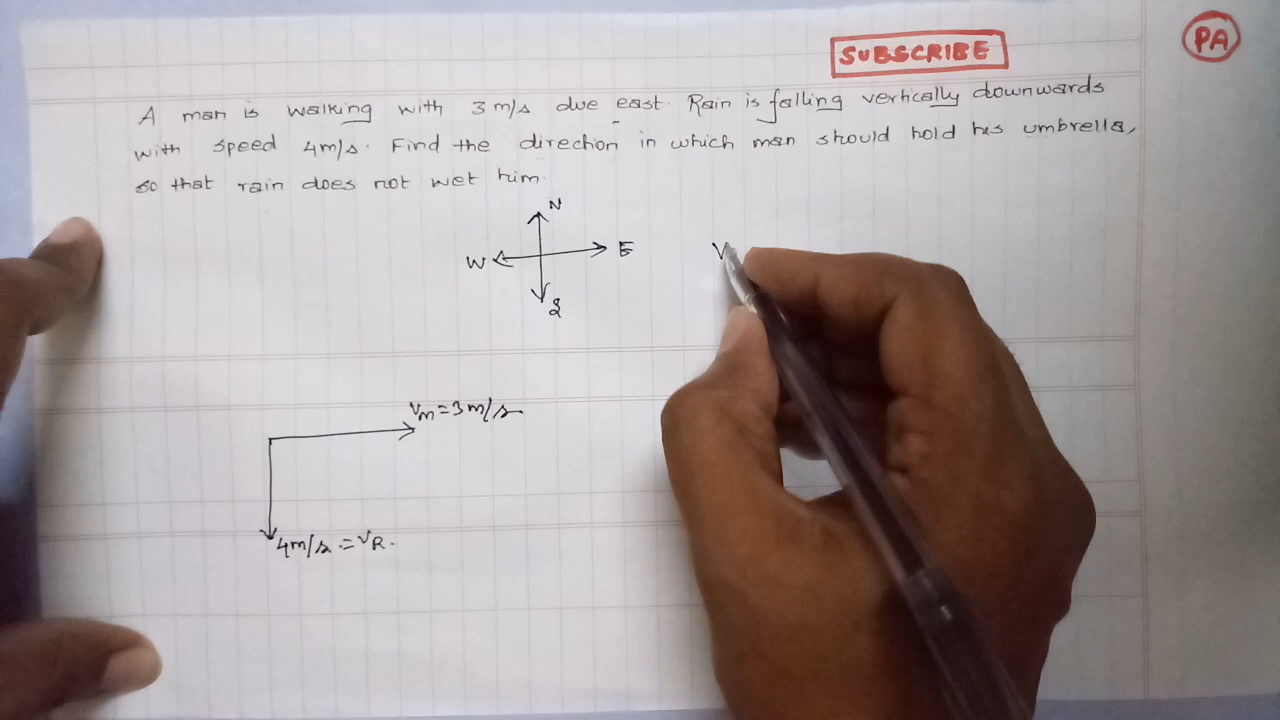 SUBSCRIBE
PA
A man is walking with 3 m/s due east. Rain is falling vertically downwards
with speed 4m/s. Find the direction in which man should hold his umbrella,
so that rain does not wet him.
N
W E
S
V
Vm=3m/s
4m/s=VR.